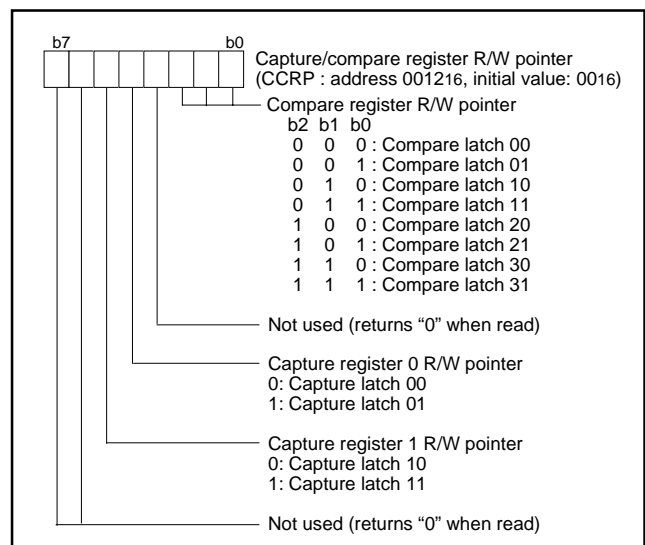 b7 b0
Capture/compare register R/W pointer
(CCRP : address 001216, initial value: 0016)
Compare register R/W pointer
b2 b1 b0
0 0 0 : Compare latch 00
0 0 1 : Compare latch 01
0 1 0 : Compare latch 10
0 1 1 : Compare latch 11
1 0 0 : Compare latch 20
1 0 1 : Compare latch 21
1 1 0 : Compare latch 30
1 1 1 : Compare latch 31
Not used (returns “0” when read)
Capture register 0 R/W pointer
0: Capture latch 00
1: Capture latch 01
Capture register 1 R/W pointer
0: Capture latch 10
1: Capture latch 11
Not used (returns “0” when read)